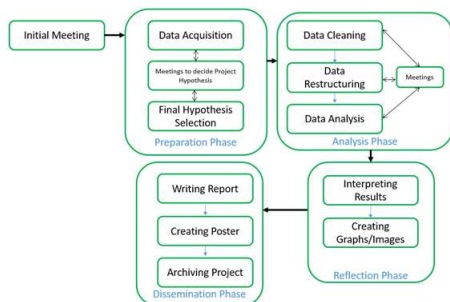 Initial Meeting
Data Acquisition
Meetings to decide Project
Hypothesis
Final Hypothesis
Selection
Preparation Phase
Data Cleaning
Data
Restructuring
Data Analysis
Meetings
Analysis Phase
Interpreting
Results
Creating
Graphs/Images
Reflection Phase
Writing Report
Creating Poster
Archiving Project
Dissemination Phase